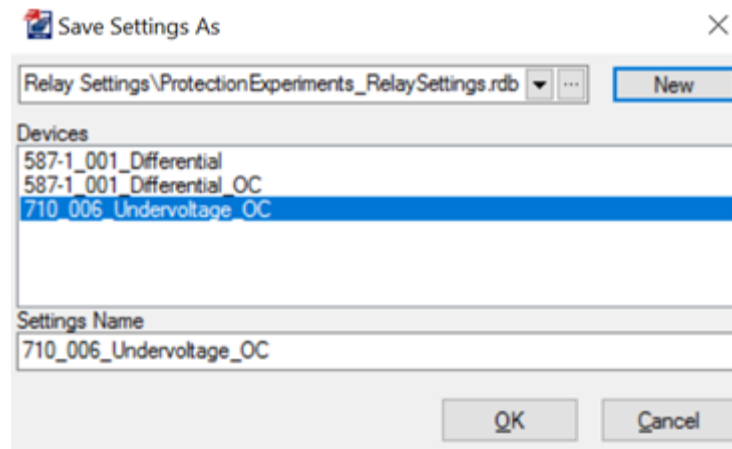 Save Settings As
Relay Settings\ProtectionExperiments_RelaySettings.rdb ... New
Devices
587-1_001_Differential
587-1_001_Differential_OC
710_006_Undervoltage_OC
Settings Name
710_006_Undervoltage_OC
OK Cancel